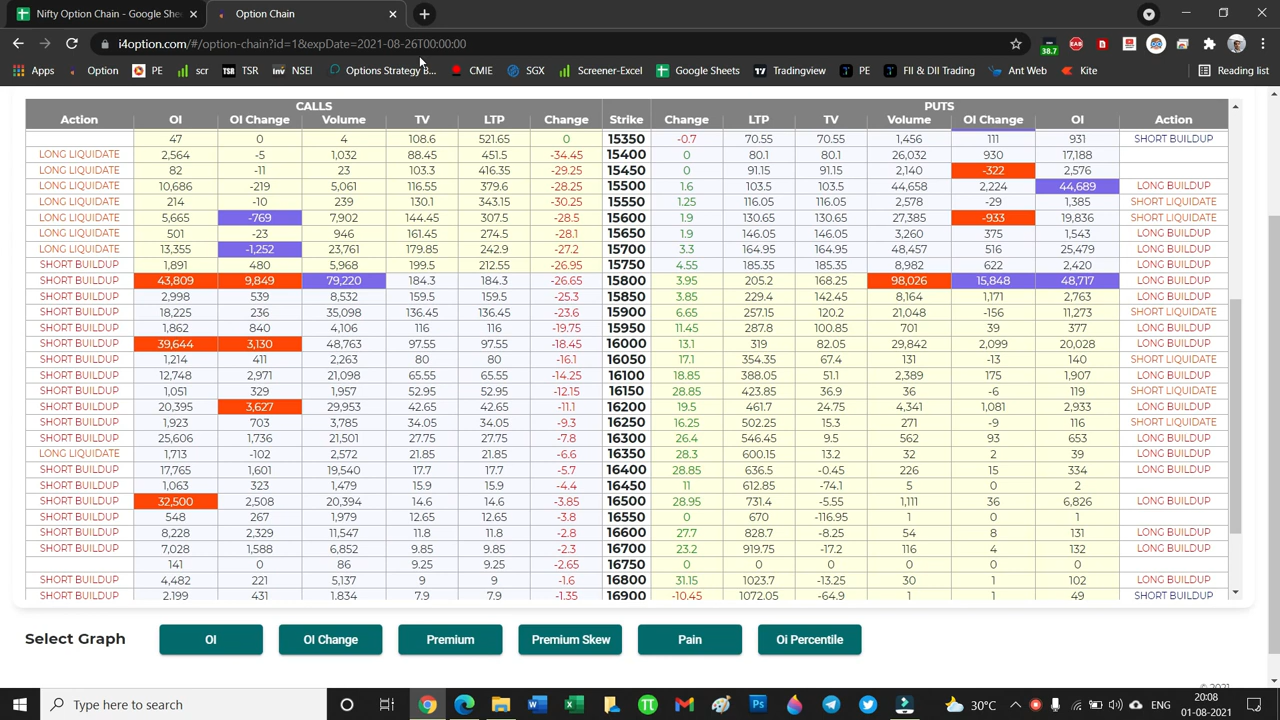 Nifty Option Chain - Google Shee
Option Chain
i4option.com/#/option-chain?id=1&expDate=2021-08-26T00:00:00
38.7
Apps Option PE scr TSR inv NSEI Options Strategy B... CMIE SGX Screener-Excel Google Sheets Tradingview PE FII & DII Trading Ant Web Kite Reading list
CALLS PUTS
Action OI OI Change Volume TV LTP Change Strike Change LTP TV Volume OI Change OI Action
47 0 4 108.6 521.65 0 15350 -0.7 70.55 70.55 1,456 111 931 SHORT BUILDUP
LONG LIQUIDATE 2,564 -5 1,032 88.45 451.5 -34.45 15400 0 80.1 80.1 26,032 930 17,188
LONG LIQUIDATE 82 -11 23 103.3 416.35 -29.25 15450 0 91.15 91.15 2,140 -322 2,576
LONG LIQUIDATE 10,686 -219 5,061 116.55 379.6 -28.25 15500 1.6 103.5 103.5 44,658 2,224 44,689 LONG BUILDUP
LONG LIQUIDATE 214 -10 239 130.1 343.15 -30.25 15550 1.25 116.05 116.05 2,578 -29 1,385 SHORT LIQUIDATE
LONG LIQUIDATE 5,665 -769 7,902 144.45 307.5 -28.5 15600 1.9 130.65 130.65 27,385 -933 19,836 SHORT LIQUIDATE
LONG LIQUIDATE 501 -23 946 161.45 274.5 -28.1 15650 1.9 146.05 146.05 3,260 375 1,543 LONG BUILDUP
LONG LIQUIDATE 13,355 -1,252 23,761 179.85 242.9 -27.2 15700 3.3 164.95 164.95 48,457 516 25,479 LONG BUILDUP
SHORT BUILDUP 1,891 480 5,968 199.5 212.55 -26.95 15750 4.55 185.35 185.35 8,982 622 2,420 LONG BUILDUP
SHORT BUILDUP 43,809 9,849 79,220 184.3 184.3 -26.65 15800 3.95 205.2 168.25 98,026 15,848 48,717 LONG BUILDUP
SHORT BUILDUP 2,998 539 8,532 159.5 159.5 -25.3 15850 3.85 229.4 142.45 8,164 1,171 2,763 LONG BUILDUP
SHORT BUILDUP 18,225 236 35,098 136.45 136.45 -23.6 15900 6.65 257.15 120.2 21,048 -156 11,273 SHORT LIQUIDATE
SHORT BUILDUP 1,862 840 4,106 116 116 -19.75 15950 11.45 287.8 100.85 701 39 377 LONG BUILDUP
SHORT BUILDUP 39,644 3,130 48,763 97.55 97.55 -18.45 16000 13.1 319 82.05 29,842 2,099 20,028 LONG BUILDUP
SHORT BUILDUP 1,214 411 2,263 80 80 -16.1 16050 17.1 354.35 67.4 131 -13 140 SHORT LIQUIDATE
SHORT BUILDUP 12,748 2,971 21,098 65.55 65.55 -14.25 16100 18.85 388.05 51.1 2,389 175 1,907 LONG BUILDUP
SHORT BUILDUP 1,051 329 1,957 52.95 52.95 -12.15 16150 28.85 423.85 36.9 36 -6 119 SHORT LIQUIDATE
SHORT BUILDUP 20,395 3,627 29,953 42.65 42.65 -11.1 16200 19.5 461.7 24.75 4,341 1,081 2,933 LONG BUILDUP
SHORT BUILDUP 1,923 703 3,785 34.05 34.05 -9.3 16250 16.25 502.25 15.3 271 -9 116 SHORT LIQUIDATE
SHORT BUILDUP 25,606 1,736 21,501 27.75 27.75 -7.8 16300 26.4 546.45 9.5 562 93 653 LONG BUILDUP
LONG LIQUIDATE 1,713 -102 2,572 21.85 21.85 -6.6 16350 28.3 600.15 13.2 32 2 39 LONG BUILDUP
SHORT BUILDUP 17,765 1,601 19,540 17.7 17.7 -5.7 16400 28.85 636.5 -0.45 226 15 334 LONG BUILDUP
SHORT BUILDUP 1,063 323 1,479 15.9 15.9 -4.4 16450 11 612.85 -74.1 5 0 2
SHORT BUILDUP 32,500 2,508 20,394 14.6 14.6 -3.85 16500 28.95 731.4 -5.55 1,111 36 6,826 LONG BUILDUP
SHORT BUILDUP 548 267 1,979 12.65 12.65 -3.8 16550 0 670 -116.95 1 0 1
SHORT BUILDUP 8,228 2,329 11,547 11.8 11.8 -2.8 16600 27.7 828.7 -8.25 54 8 131 LONG BUILDUP
SHORT BUILDUP 7,028 1,588 6,852 9.85 9.85 -2.3 16700 23.2 919.75 -17.2 116 4 132 LONG BUILDUP
141 0 86 9.25 9.25 -2.65 16750 0 0 0 0 0 0
SHORT BUILDUP 4,482 221 5,137 9 9 -1.6 16800 31.15 1023.7 -13.25 30 1 102 LONG BUILDUP
SHORT BUILDUP 2,199 431 1,834 7.9 7.9 -1.35 16900 -10.45 1072.05 -64.9 1 1 49 SHORT BUILDUP
Select Graph OI OI Change Premium Premium Skew Pain Oi Percentile
Type here to search
30°C ENG
20:08
01-08-2021